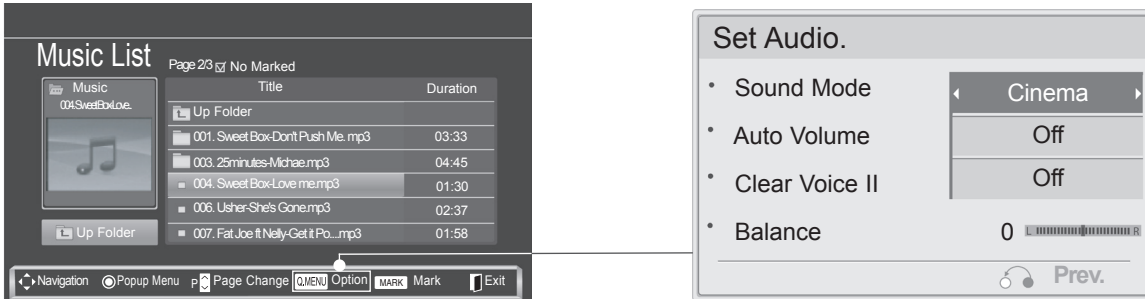 Music List
Page 2/3 No Marked
Music
004.SweetBoxLove..
Up Folder
Title Duration
Up Folder
001. Sweet Box-Don't Push Me. mp3 03:33
003. 25minutes-Michae.mp3 04:45
004. Sweet Box-Love me.mp3 01:30
006. Usher-She's Gone.mp3 02:37
007. Fat Joe ft Nelly-Get it Po....mp3 01:58
Navigation Popup Menu P Page Change Q.MENU Option MARK Mark Exit
Set Audio.
• Sound Mode Cinema
• Auto Volume Off
• Clear Voice II Off
• Balance 0 L R
Prev.